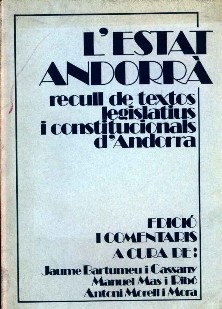 L'ESTAT
ANDORRÀ
recull de textos
legislatius
i constitucionals
d'Andorra
EDICIÓ
I COMENTARIS
A CURA DE:
Jaume Bartumeu i Cassany
Manuel Mas i Ribó
Antoni Morell i Mora